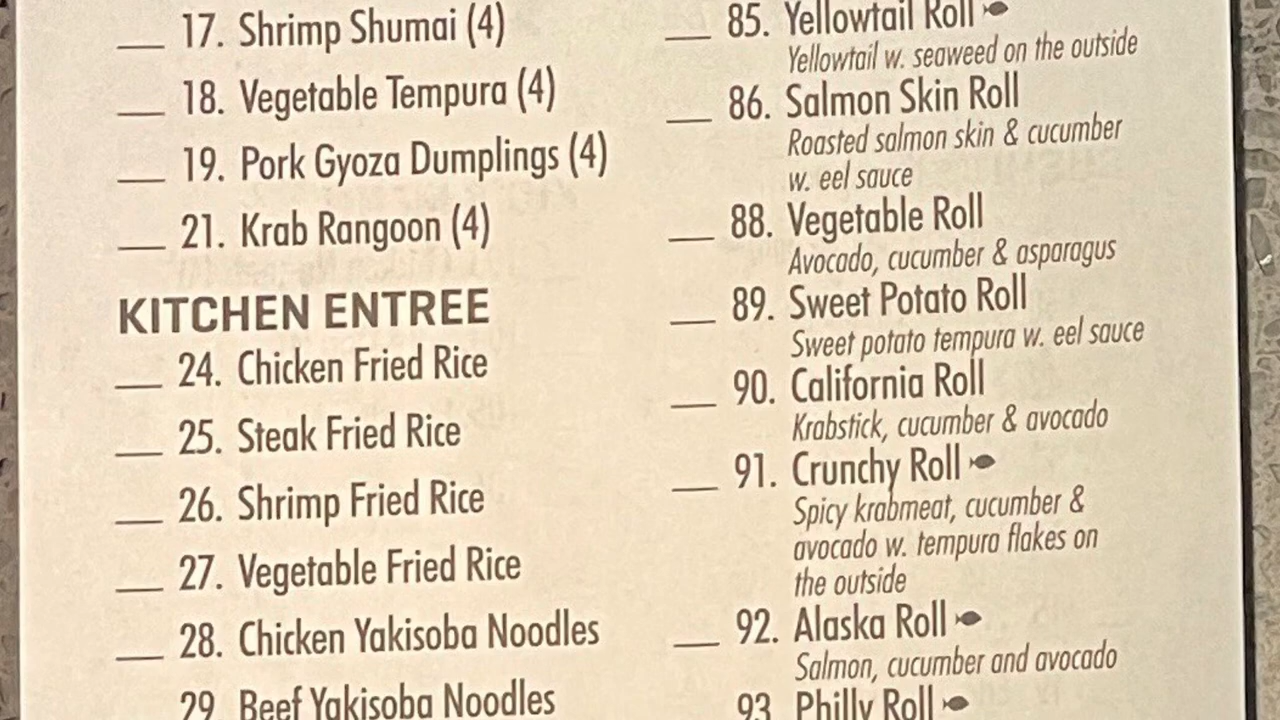 ___ 17. Shrimp Shumai (4)
___ 18. Vegetable Tempura (4)
___ 19. Pork Gyoza Dumplings (4)
___ 21. Krab Rangoon (4)
KITCHEN ENTREE
___ 24. Chicken Fried Rice
___ 25. Steak Fried Rice
___ 26. Shrimp Fried Rice
___ 27. Vegetable Fried Rice
___ 28. Chicken Yakisoba Noodles
29 Beef Yakisoba Noodles
___ 85. Yellowtail Roll
Yellowtail w. seaweed on the outside
___ 86. Salmon Skin Roll
Roasted salmon skin & cucumber
w. eel sauce
___ 88. Vegetable Roll
Avocado, cucumber & asparagus
___ 89. Sweet Potato Roll
Sweet potato tempura w. eel sauce
___ 90. California Roll
Krabstick, cucumber & avocado
___ 91. Crunchy Roll
Spicy krabmeat, cucumber &
avocado w. tempura flakes on
the outside
___ 92. Alaska Roll
Salmon, cucumber and avocado
93 Philly Roll